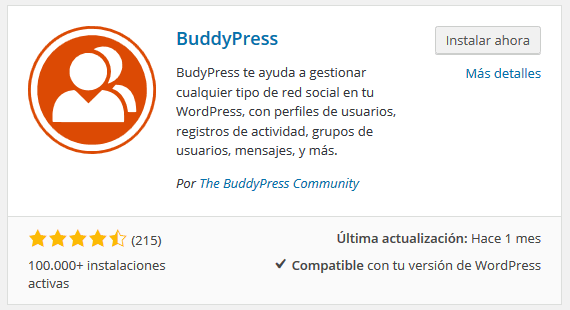 BuddyPress
Instalar ahora
Más detalles
BudyPress te ayuda a gestionar
cualquier tipo de red social en tu
WordPress, con perfiles de usuarios,
registros de actividad, grupos de
usuarios, mensajes, y más.
Por The BuddyPress Community
(215)
100.000+ instalaciones
activas
Última actualización: Hace 1 mes
Compatible con tu versión de WordPress